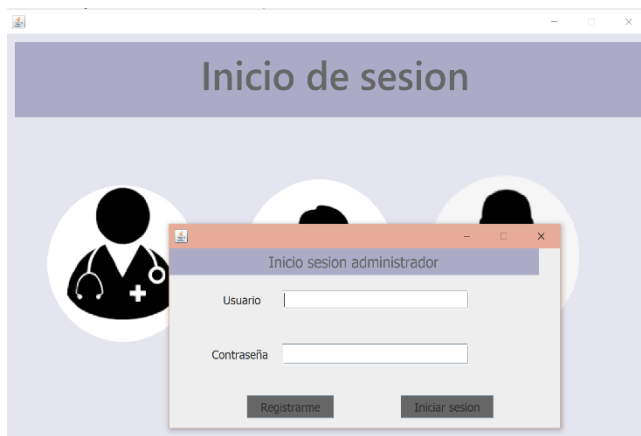 Inicio de sesion
Inicio sesion administrador
Usuario
Contraseña
Registrarme
Iniciar sesion